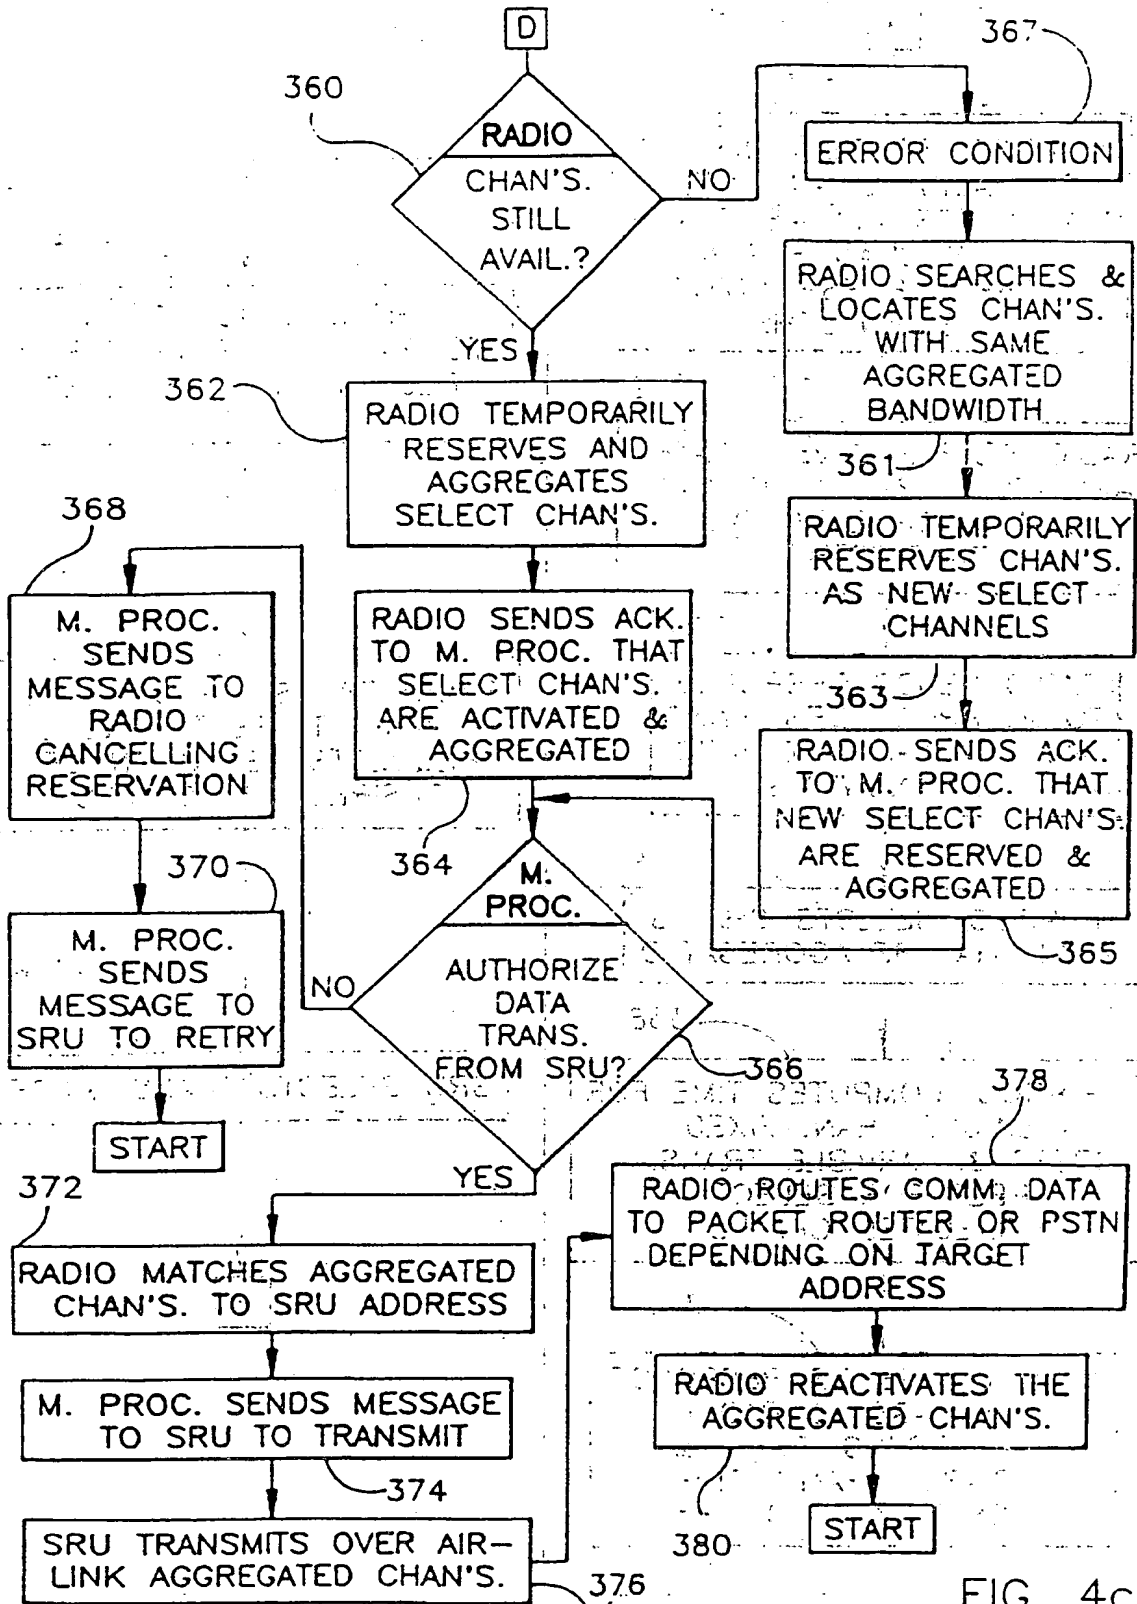 D
367
360
RADIO
CHAN'S.
STILL
AVAIL.?
NO
ERROR CONDITION
RADIO SEARCHES &
LOCATES CHAN'S.
WITH SAME
AGGREGATED
BANDWIDTH
361
YES
362
RADIO TEMPORARILY
RESERVES AND
AGGREGATES
SELECT CHAN'S.
RADIO TEMPORARILY
RESERVES CHAN'S.
AS NEW SELECT
CHANNELS
363
368
M. PROC.
SENDS
MESSAGE TO
RADIO
CANCELLING
RESERVATION
RADIO SENDS ACK.
TO M. PROC. THAT
SELECT CHAN'S.
ARE ACTIVATED &
AGGREGATED
364
RADIO SENDS ACK.
TO M. PROC. THAT
NEW SELECT CHAN'S.
ARE RESERVED &
AGGREGATED
365
370
M. PROC.
SENDS
MESSAGE TO
SRU TO RETRY
START
M.
PROC.
AUTHORIZE
DATA
TRANS.
FROM SRU?
NO
366
YES
372
RADIO MATCHES AGGREGATED
CHAN'S. TO SRU ADDRESS
M. PROC. SENDS MESSAGE
TO SRU TO TRANSMIT
374
SRU TRANSMITS OVER AIR-
LINK AGGREGATED CHAN'S.
376
378
RADIO ROUTES COMM. DATA
TO PACKET ROUTER OR PSTN
DEPENDING ON TARGET
ADDRESS
RADIO REACTIVATES THE
AGGREGATED CHAN'S.
380
START
FIG. 4c